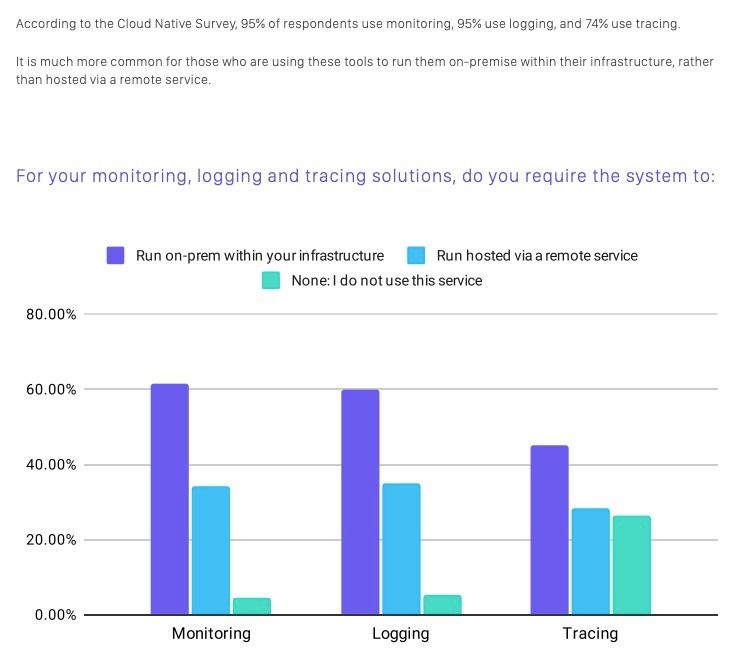 According to the Cloud Native Survey, 95% of respondents use monitoring, 95% use logging, and 74% use tracing.
It is much more common for those who are using these tools to run them on-premise within their infrastructure, rather
than hosted via a remote service.
For your monitoring, logging and tracing solutions, do you require the system to:
Run on-prem within your infrastructure
Run hosted via a remote service
None: I do not use this service
80.00%
60.00%
40.00%
20.00%
0.00%
Monitoring
Logging
Tracing